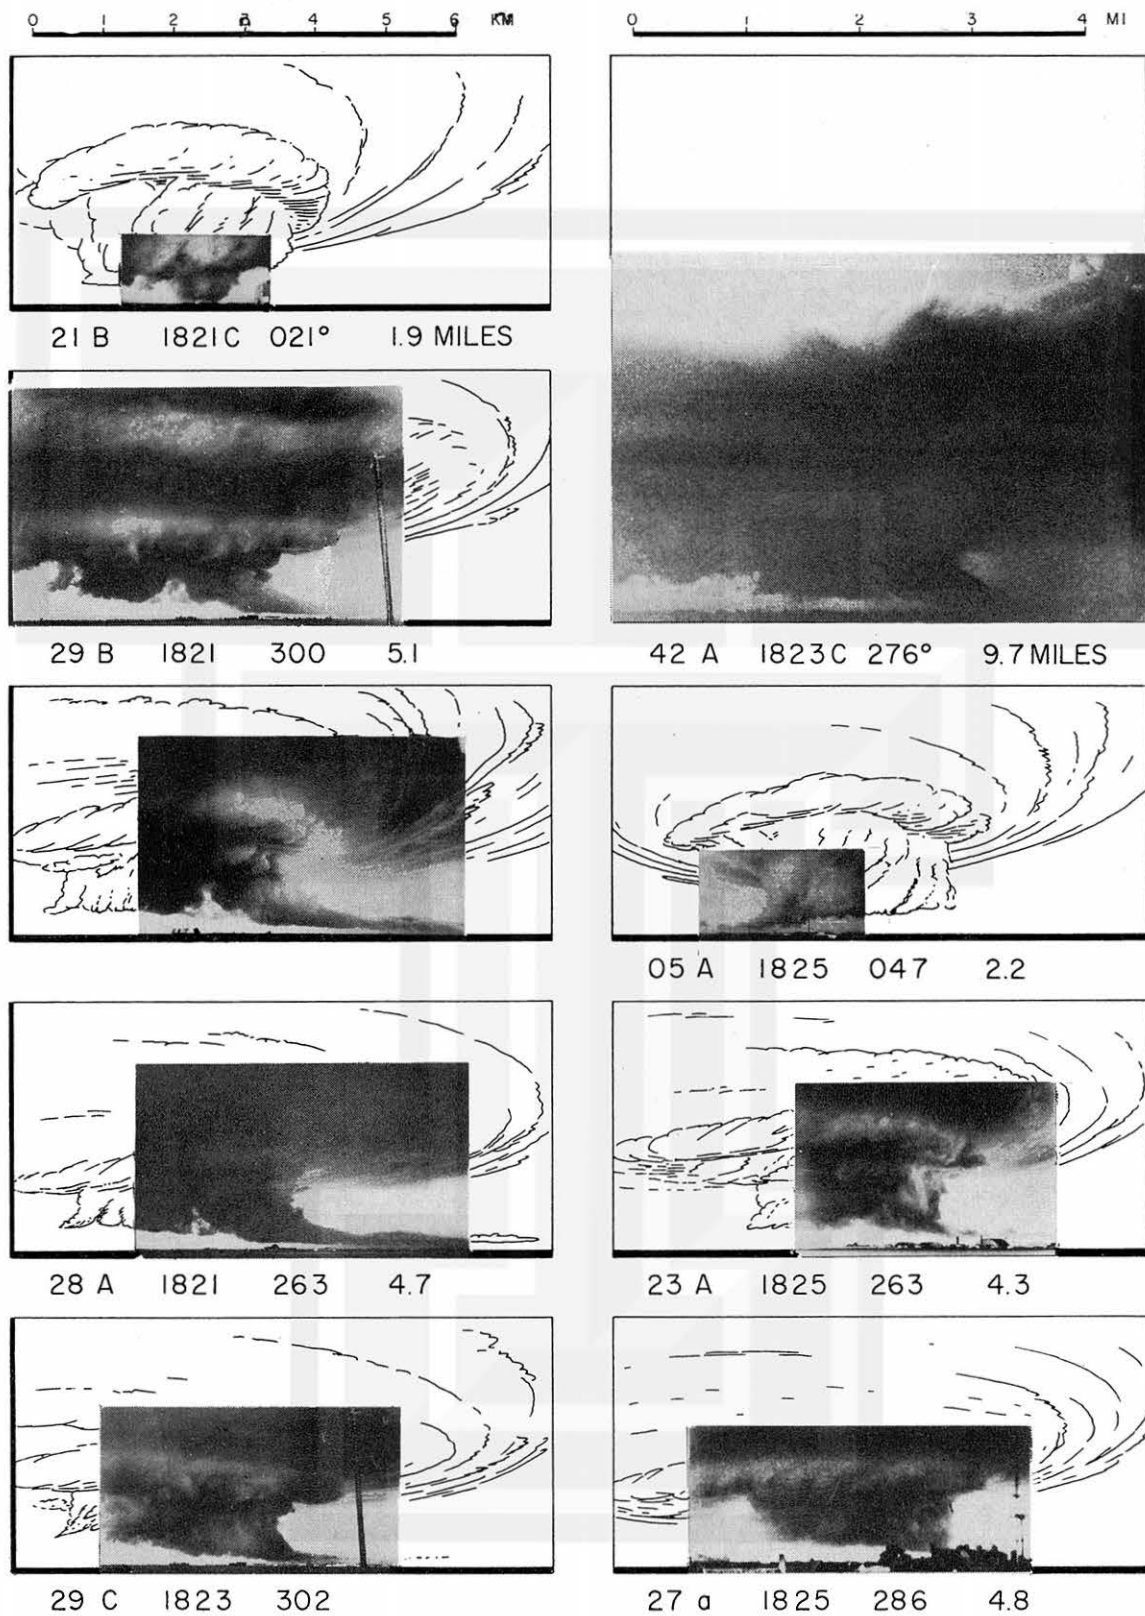 0 1 2 3 4 5 6 KM
0 1 2 3 4 MI
21 B 1821C 021° 1.9 MILES
29 B 1821 300 5.1
28 A 1821 263 4.7
29 C 1823 302
42 A 1823C 276° 9.7 MILES
05 A 1825 047 2.2
23 A 1825 263 4.3
27 a 1825 286 4.8